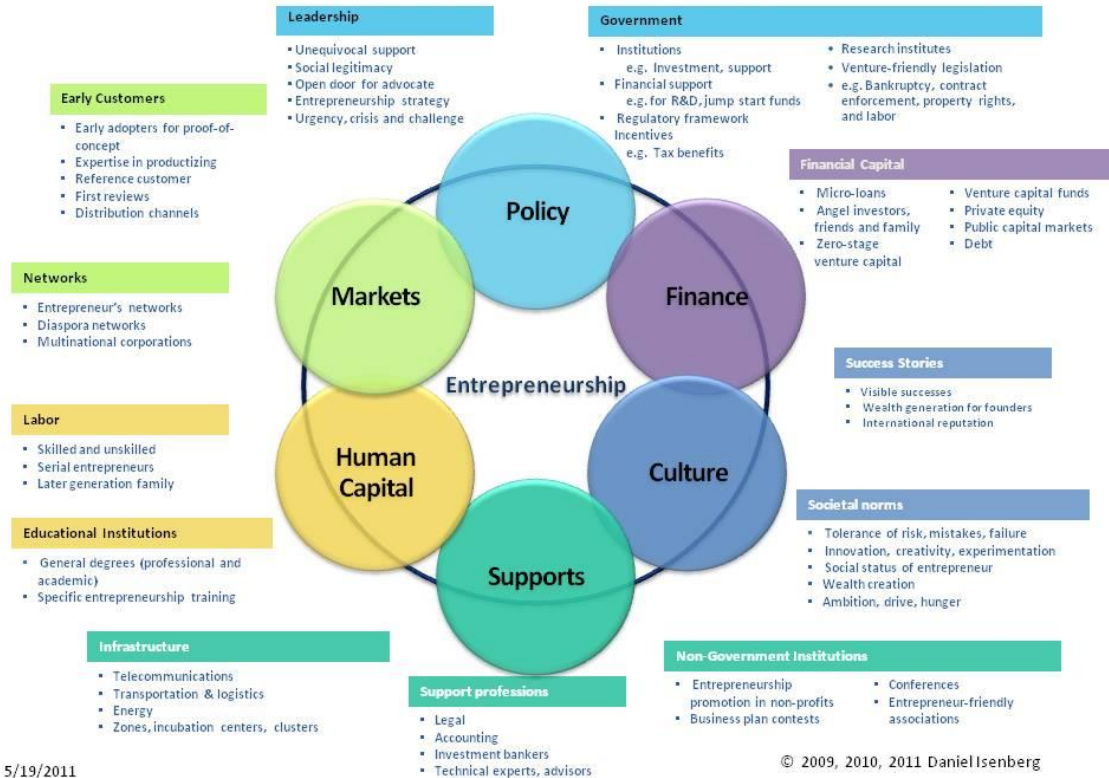 Leadership
▪ Unequivocal support
▪ Social legitimacy
▪ Open door for advocate
▪ Entrepreneurship strategy
▪ Urgency, crisis and challenge
Government
▪ Institutions
e.g. Investment, support
▪ Financial support
e.g. for R&D, jump start funds
▪ Regulatory framework
Incentives
e.g. Tax benefits
• Research institutes
• Venture-friendly legislation
• e.g. Bankruptcy, contract
enforcement, property rights,
and labor
Early Customers
▪ Early adopters for proof-of-
concept
▪ Expertise in productizing
▪ Reference customer
▪ First reviews
▪ Distribution channels
Financial Capital
▪ Micro-loans
▪ Angel investors,
friends and family
▪ Zero-stage
venture capital
▪ Venture capital funds
▪ Private equity
▪ Public capital markets
▪ Debt
Networks
▪ Entrepreneur's networks
▪ Diaspora networks
▪ Multinational corporations
Policy
Markets
Finance
Entrepreneurship
Human
Capital
Culture
Supports
Success Stories
▪ Visible successes
▪ Wealth generation for founders
▪ International reputation
Labor
▪ Skilled and unskilled
▪ Serial entrepreneurs
▪ Later generation family
Societal norms
▪ Tolerance of risk, mistakes, failure
▪ Innovation, creativity, experimentation
▪ Social status of entrepreneur
▪ Wealth creation
▪ Ambition, drive, hunger
Educational Institutions
▪ General degrees (professional and
academic)
▪ Specific entrepreneurship training
Infrastructure
▪ Telecommunications
▪ Transportation & logistics
▪ Energy
▪ Zones, incubation centers, clusters
Support professions
▪ Legal
▪ Accounting
▪ Investment bankers
▪ Technical experts, advisors
Non-Government Institutions
▪ Entrepreneurship
promotion in non-profits
▪ Business plan contests
▪ Conferences
▪ Entrepreneur-friendly
associations
5/19/2011
© 2009, 2010, 2011 Daniel Isenberg